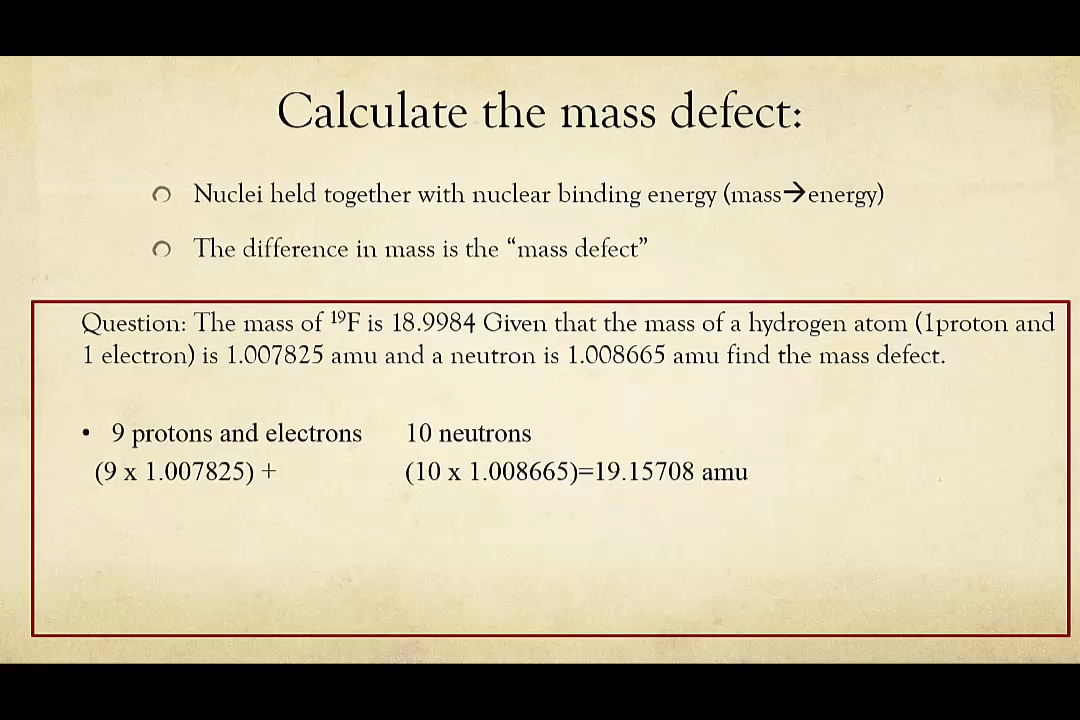 Calculate the mass defect:
Nuclei held together with nuclear binding energy (mass→energy)
The difference in mass is the “mass defect”
Question: The mass of ¹⁹F is 18.9984 Given that the mass of a hydrogen atom (1proton and
1 electron) is 1.007825 amu and a neutron is 1.008665 amu find the mass defect.
• 9 protons and electrons 10 neutrons
(9 x 1.007825) + (10 x 1.008665)=19.15708 amu